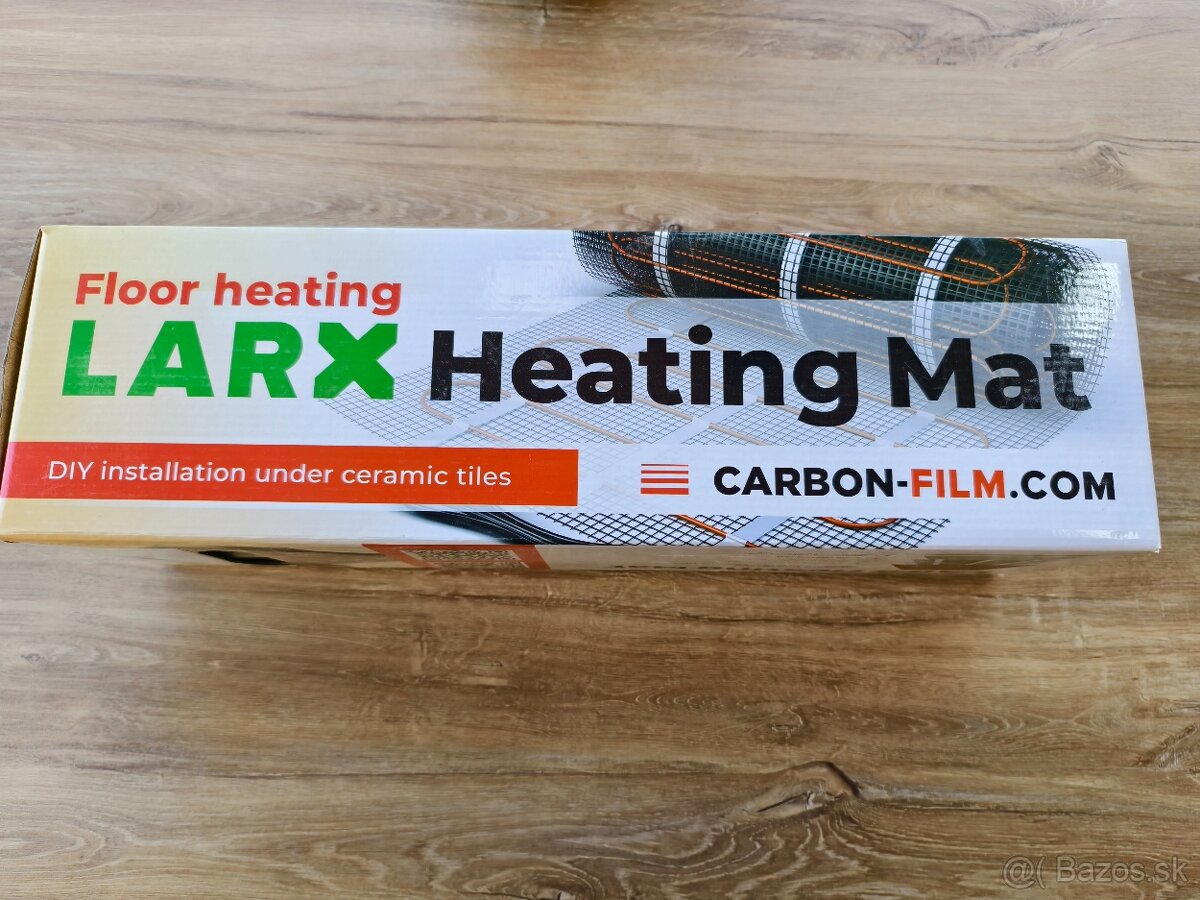 Floor heating
LARX Heating Mat
DIY installation under ceramic tiles
CARBON-FILM.COM
@( Bazos.sk